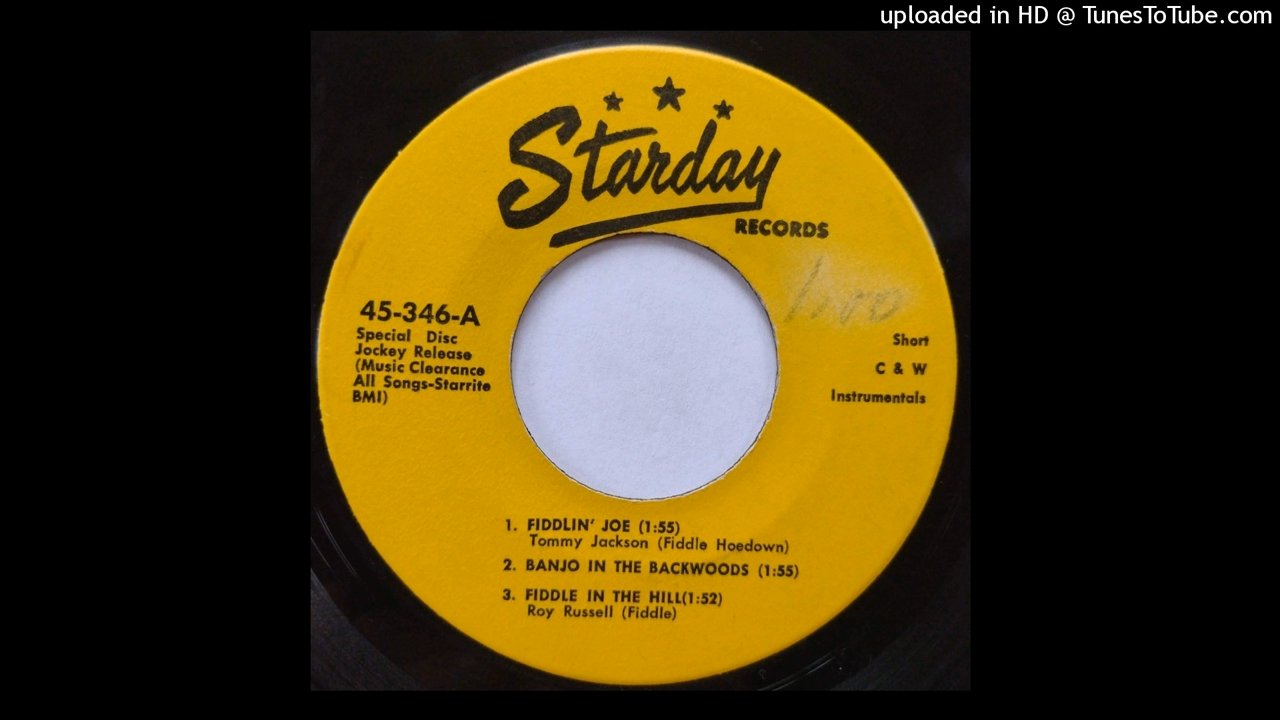 uploaded in HD @ TunesToTube.com
Starday
RECORDS
45-346-A
Special Disc
Jockey Release
(Music Clearance
All Songs-Starrite
BMI)
Short
C & W
Instrumentals
1. FIDDLIN' JOE (1:55)
Tommy Jackson (Fiddle Hoedown)
2. BANJO IN THE BACKWOODS (1:55)
3. FIDDLE IN THE HILL(1:52)
Roy Russell (Fiddle)